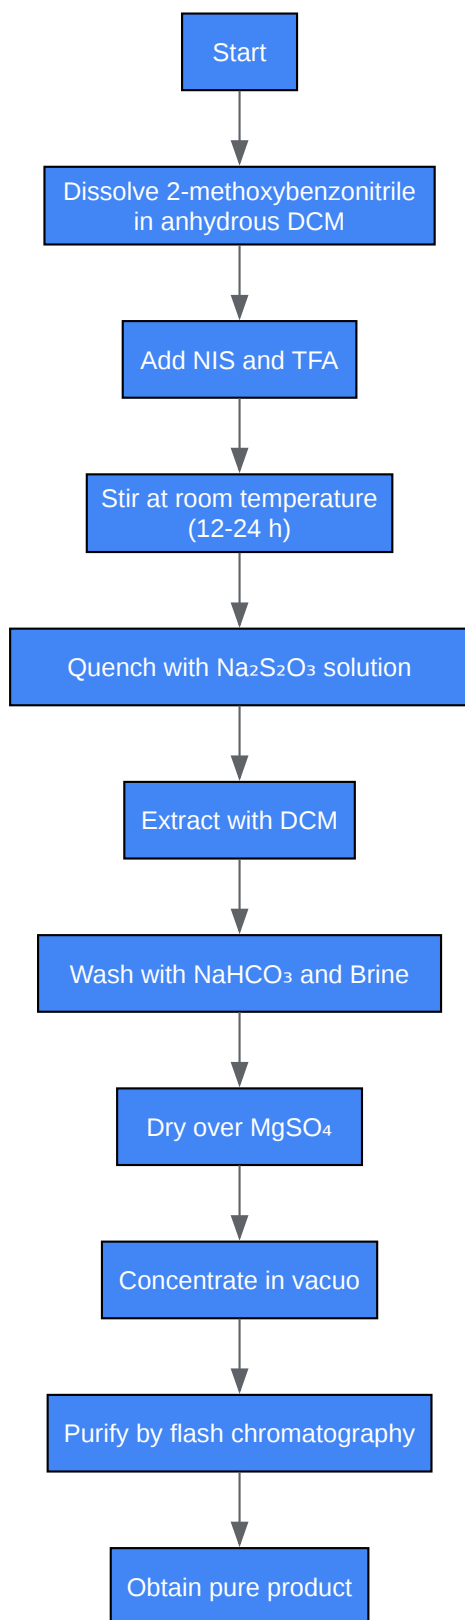 Start
Dissolve 2-methoxybenzonitrile
in anhydrous DCM
Add NIS and TFA
Stir at room temperature
(12-24 h)
Quench with Na₂S₂O₃ solution
Extract with DCM
Wash with NaHCO₃ and Brine
Dry over MgSO₄
Concentrate in vacuo
Purify by flash chromatography
Obtain pure product